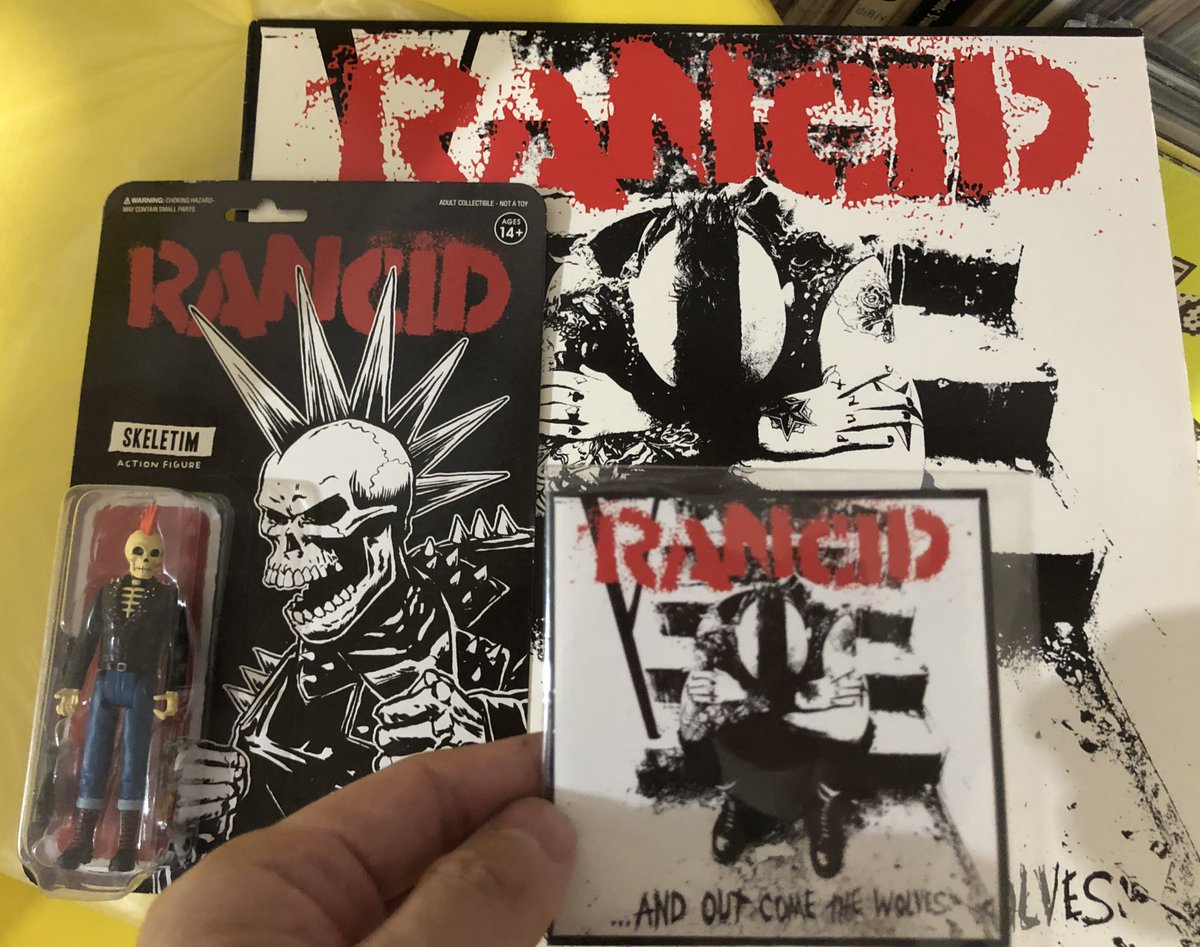 RANCID
⚠ WARNING: CHOKING HAZARD-
MAY CONTAIN SMALL PARTS
ADULT COLLECTIBLE - NOT A TOY
AGES
14+
RANCID
SKELETIM
ACTION FIGURE
RANCID
...AND OUT COME THE WOLVES
LVES